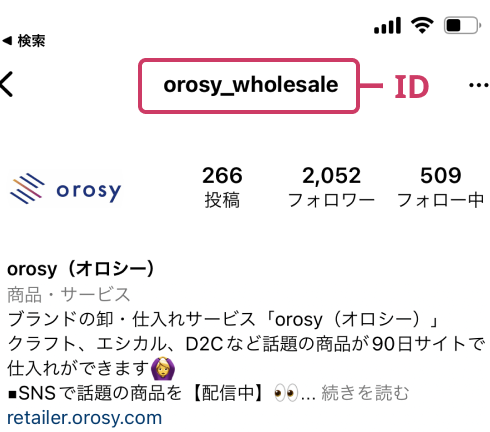 ◀ 検索
orosy_wholesale ID
orosy
266 2,052 509
投稿 フォロワー フォロー中
orosy（オロシー）
商品・サービス
ブランドの卸・仕入れサービス「orosy（オロシー）」
クラフト、エシカル、D2Cなど話題の商品が90日サイトで
仕入れができます🙆‍♀️
■SNSで話題の商品を【配信中】👀... 続きを読む
retailer.orosy.com